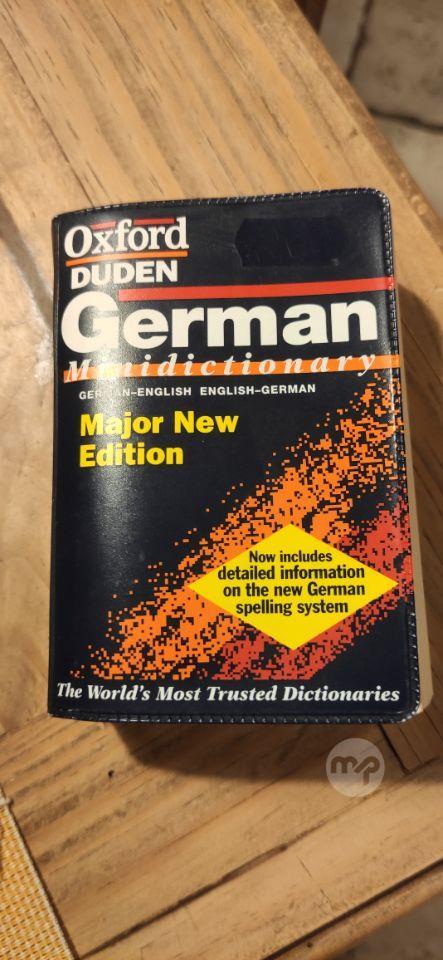 Oxford
DUDEN
German
Minidictionary
GERMAN-ENGLISH ENGLISH-GERMAN
Major New
Edition
Now includes
detailed information
on the new German
spelling system
The World's Most Trusted Dictionaries
mp